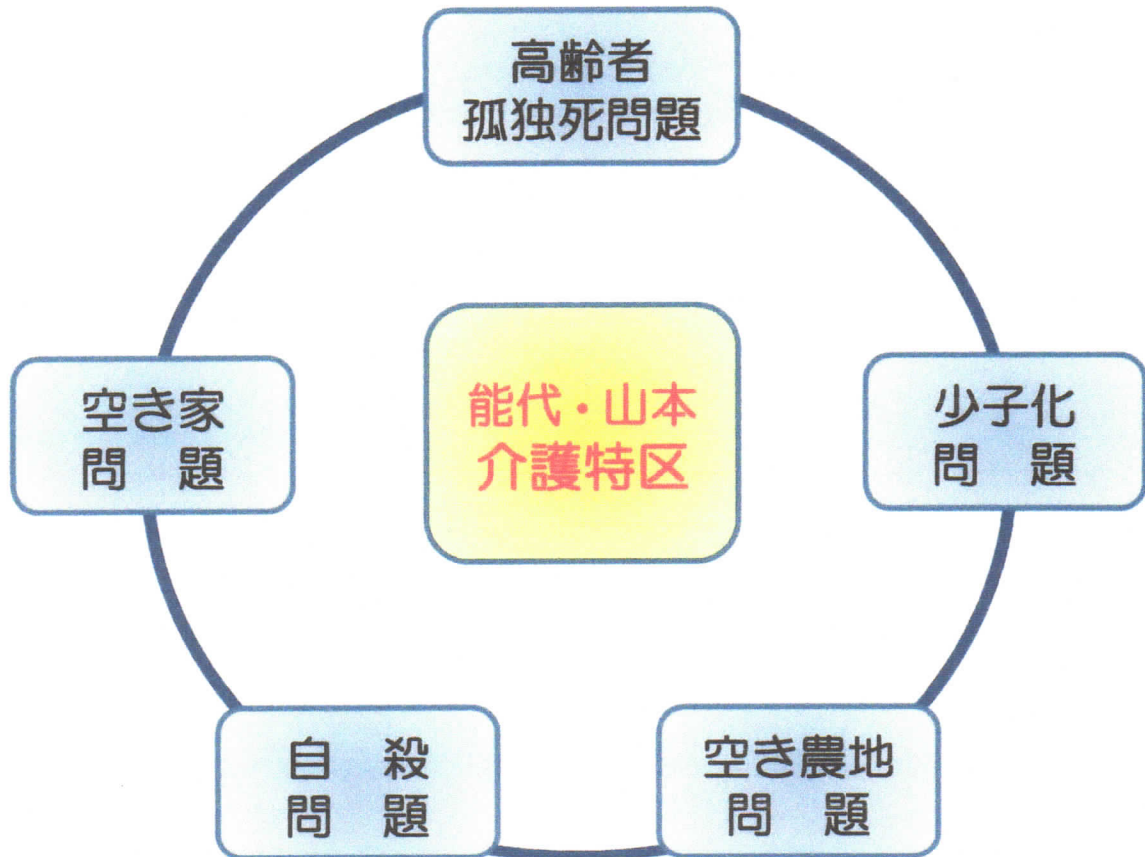 高齢者
孤独死問題
能代・山本
介護特区
空き家
問　題
少子化
問　題
自　殺
問　題
空き農地
問　題